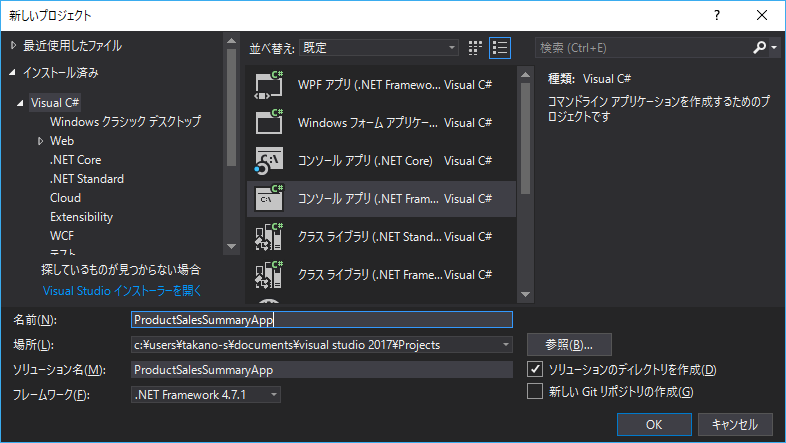 新しいプロジェクト
? ×
最近使用したファイル
インストール済み
Visual C#
Windows クラシック デスクトップ
Web
.NET Core
.NET Standard
Cloud
Extensibility
WCF
テスト
探しているものが見つからない場合
Visual Studio インストーラーを開く
並べ替え: 既定
WPF アプリ (.NET Framewo... Visual C#
Windows フォーム アプリケー... Visual C#
コンソール アプリ (.NET Core) Visual C#
コンソール アプリ (.NET Fram... Visual C#
クラス ライブラリ (.NET Stand... Visual C#
クラス ライブラリ (.NET Frame... Visual C#
検索 (Ctrl+E)
種類: Visual C#
コマンドライン アプリケーションを作成するためのプ
ロジェクトです
名前(N): ProductSalesSummaryApp
場所(L): c:¥users¥takano-s¥documents¥visual studio 2017¥Projects 参照(B)...
ソリューション名(M): ProductSalesSummaryApp ソリューションのディレクトリを作成(D)
フレームワーク(F): .NET Framework 4.7.1 新しい Git リポジトリの作成(G)
OK キャンセル